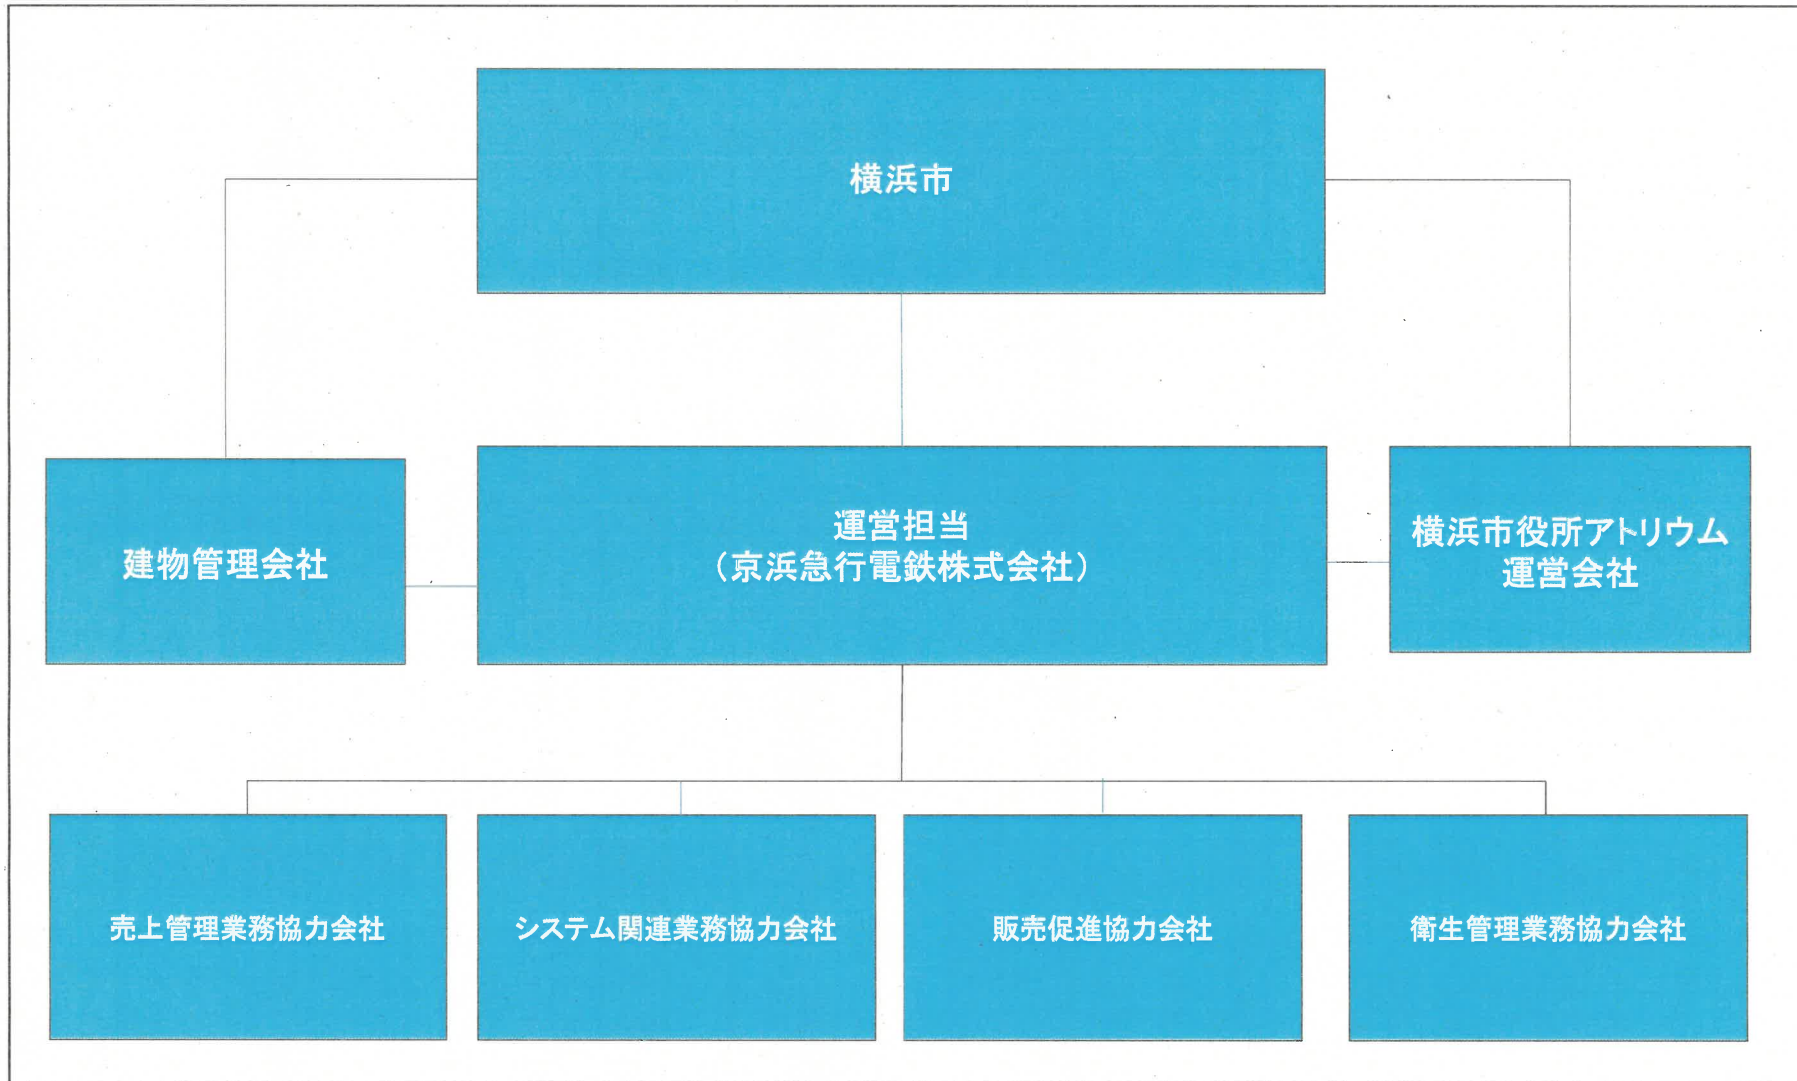 横浜市
建物管理会社
運営担当
（京浜急行電鉄株式会社）
横浜市役所アトリウム
運営会社
売上管理業務協力会社
システム関連業務協力会社
販売促進協力会社
衛生管理業務協力会社